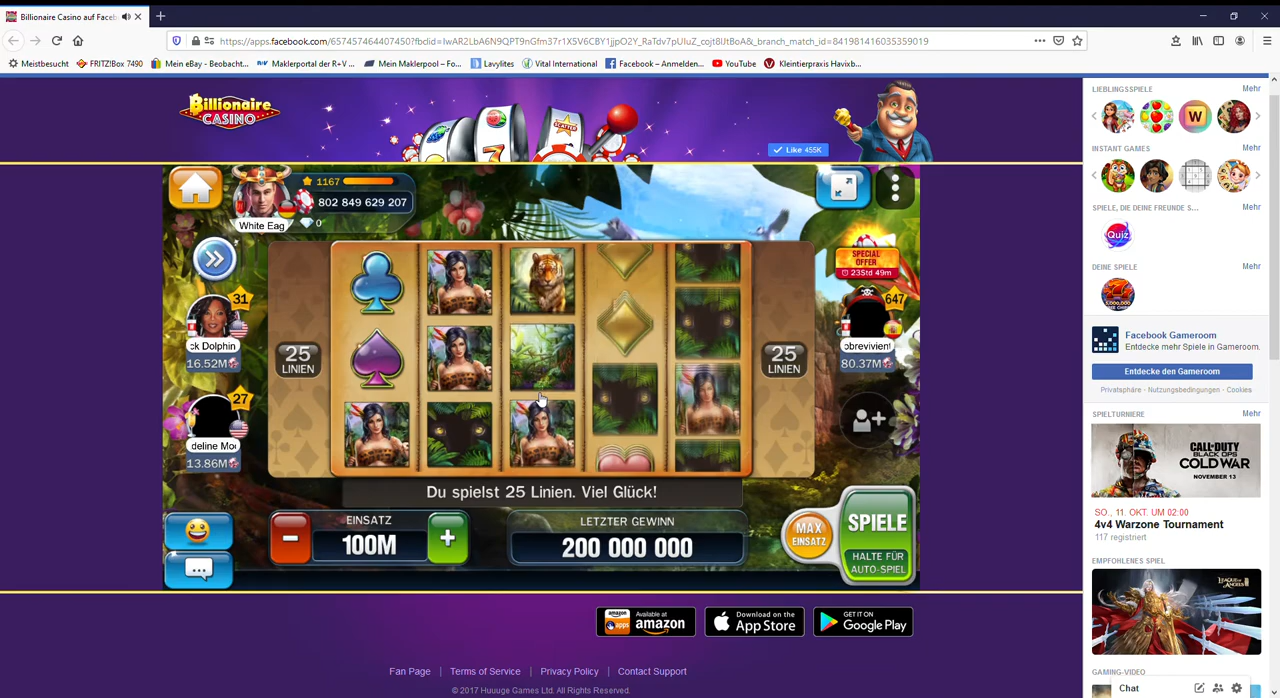 Billionaire Casino auf Faceb
https://apps.facebook.com/657457464407450?fbclid=IwAR2LbA6N9QPT9nGfm37r1X5V6CBY1jjpO2Y_RaTdv7pUIuZ_cojt8IJtBoA&_branch_match_id=841981416035359019
Meistbesucht
FRITZ!Box 7490
Mein eBay - Beobacht...
Maklerportal der R+V ...
Mein Maklerpool – Fo...
Lavylites
Vital International
Facebook – Anmelden...
YouTube
Kleintierpraxis Havixb...
Billionaire
CASINO
SCATTER
Like 455K
1167
802 849 629 207
0
White Eag
31
ck Dolphin
16.52M
27
deline Moo
13.86M
25
LINIEN
25
LINIEN
SPECIAL
OFFER
23Std 49m
647
obrevivient
80.37M
Du spielst 25 Linien. Viel Glück!
EINSATZ
100M
LETZTER GEWINN
200 000 000
MAX
EINSATZ
SPIELE
HALTE FÜR
AUTO-SPIEL
Available at
amazon
amazon
apps
Download on the
App Store
GET IT ON
Google Play
Fan Page | Terms of Service | Privacy Policy | Contact Support
© 2017 Huuuge Games Ltd. All Rights Reserved.
LIEBLINGSSPIELE
Mehr
W
INSTANT GAMES
Mehr
SPIELE, DIE DEINE FREUNDE S...
Mehr
Quiz
DEINE SPIELE
Mehr
Facebook Gameroom
Entdecke mehr Spiele in Gameroom.
Entdecke den Gameroom
Privatsphäre · Nutzungsbedingungen · Cookies
SPIELTURNIERE
Mehr
CALL OF DUTY
BLACK OPS
COLD WAR
NOVEMBER 13
SO., 11. OKT. UM 02:00
4v4 Warzone Tournament
117 registriert
EMPFOHLENES SPIEL
LEAGUE OF
ANGELS
GAMING-VIDEO
Chat